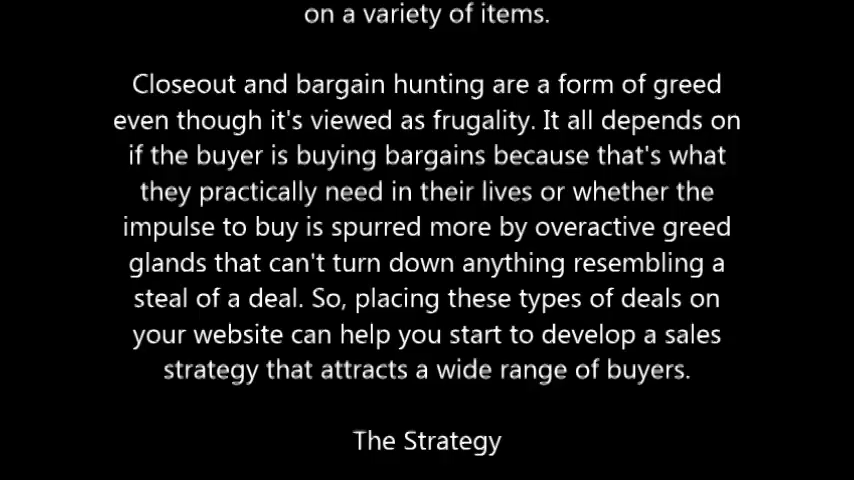 on a variety of items.
Closeout and bargain hunting are a form of greed
even though it's viewed as frugality. It all depends on
if the buyer is buying bargains because that's what
they practically need in their lives or whether the
impulse to buy is spurred more by overactive greed
glands that can't turn down anything resembling a
steal of a deal. So, placing these types of deals on
your website can help you start to develop a sales
strategy that attracts a wide range of buyers.
The Strategy